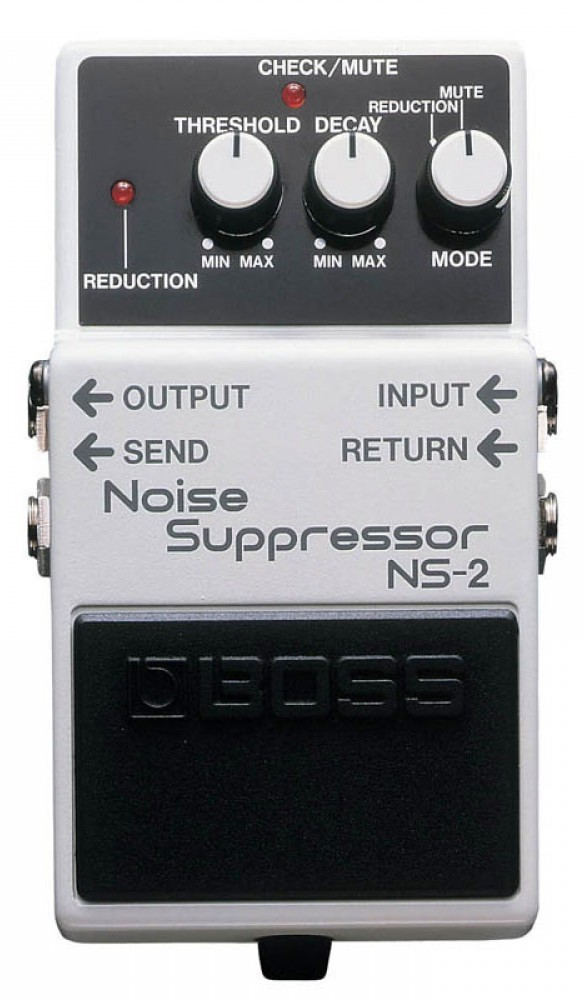 CHECK/MUTE
MUTE
REDUCTION
THRESHOLD DECAY
MIN MAX MIN MAX MODE
REDUCTION
OUTPUT INPUT
SEND RETURN
Noise
Suppressor
NS-2
BOSS